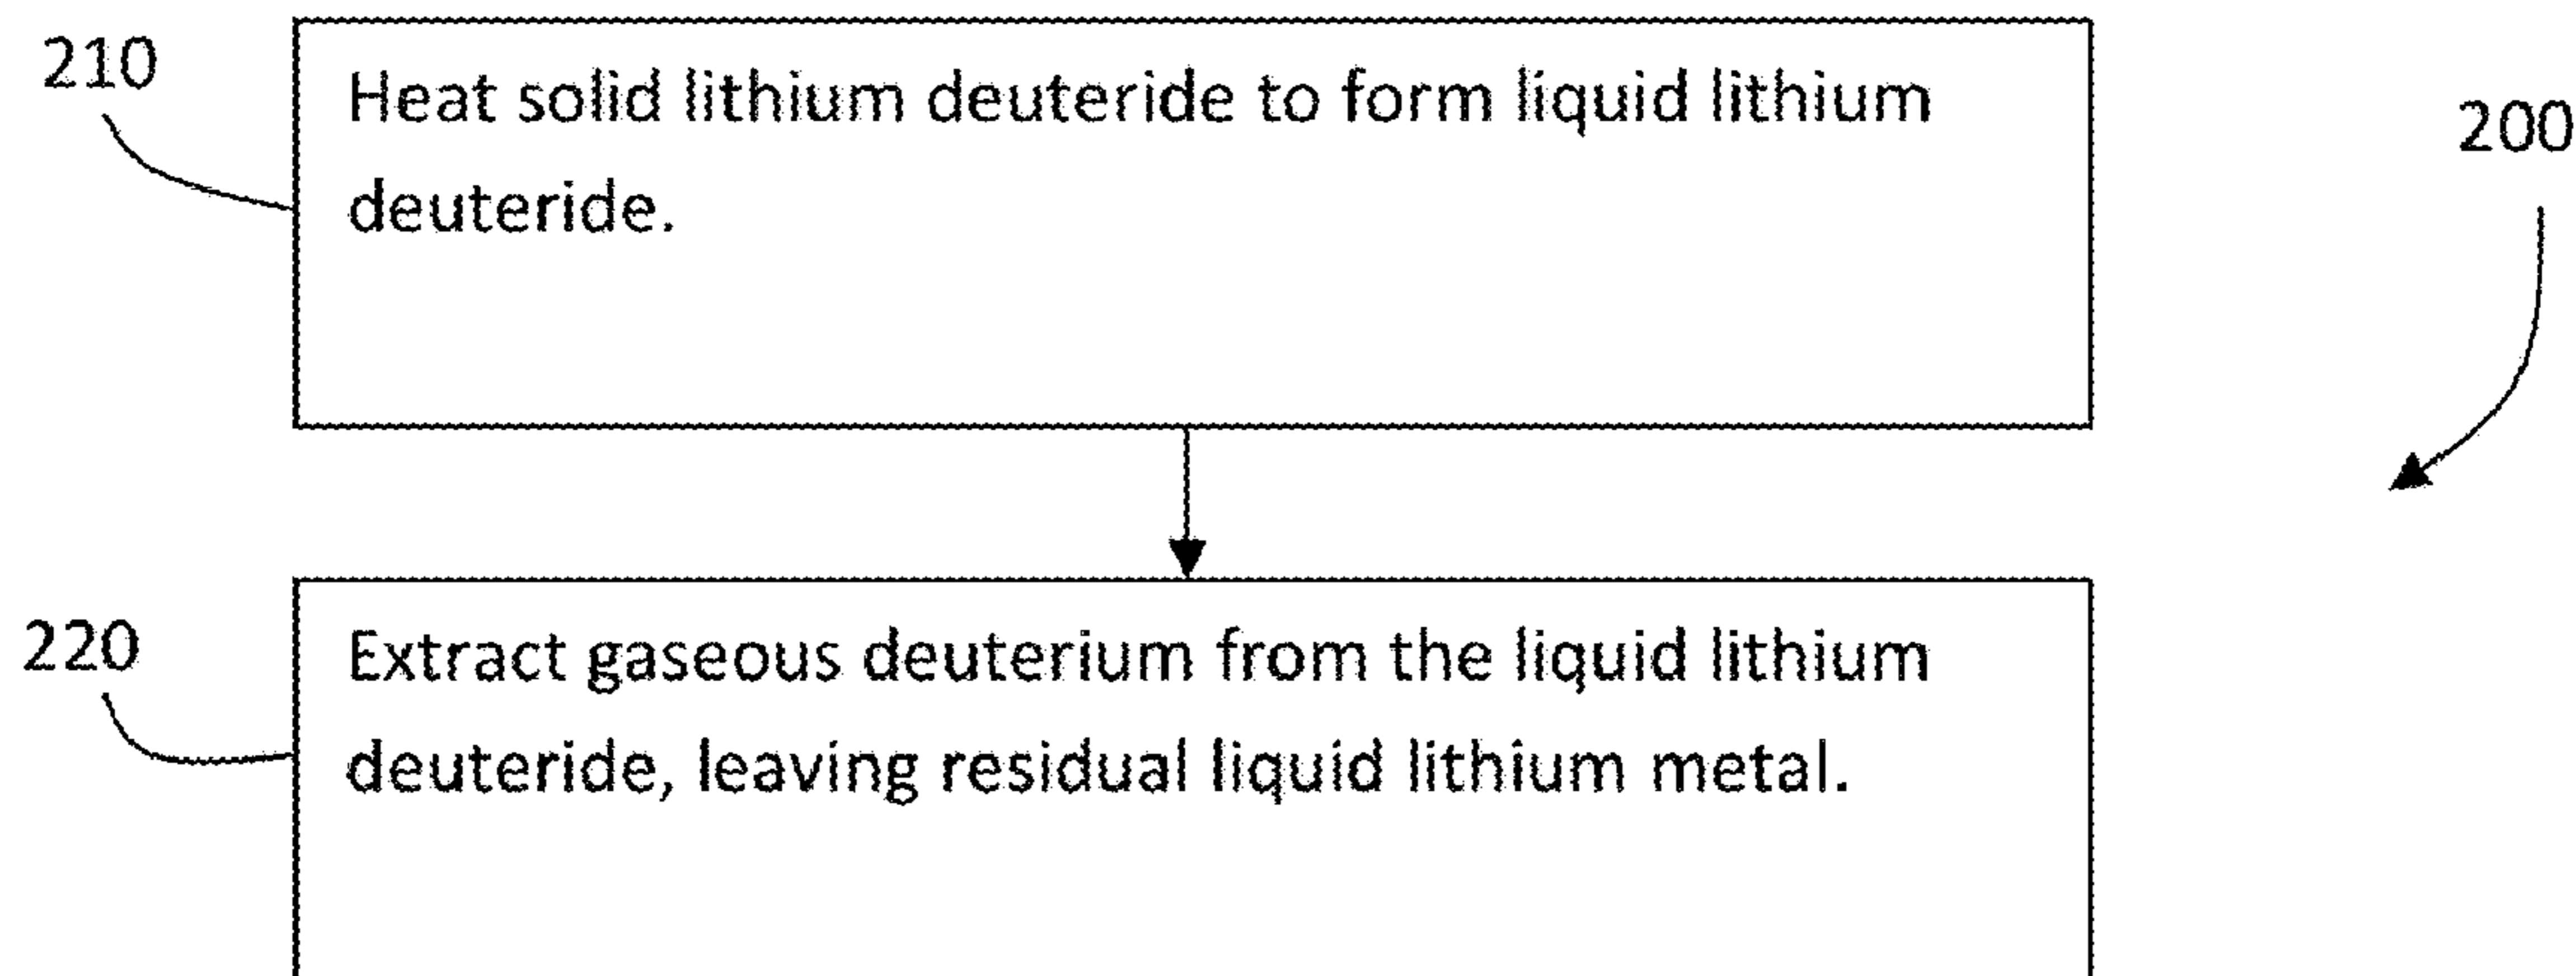 210
Heat solid lithium deuteride to form liquid lithium
deuteride.
200
220
Extract gaseous deuterium from the liquid lithium
deuteride, leaving residual liquid lithium metal.